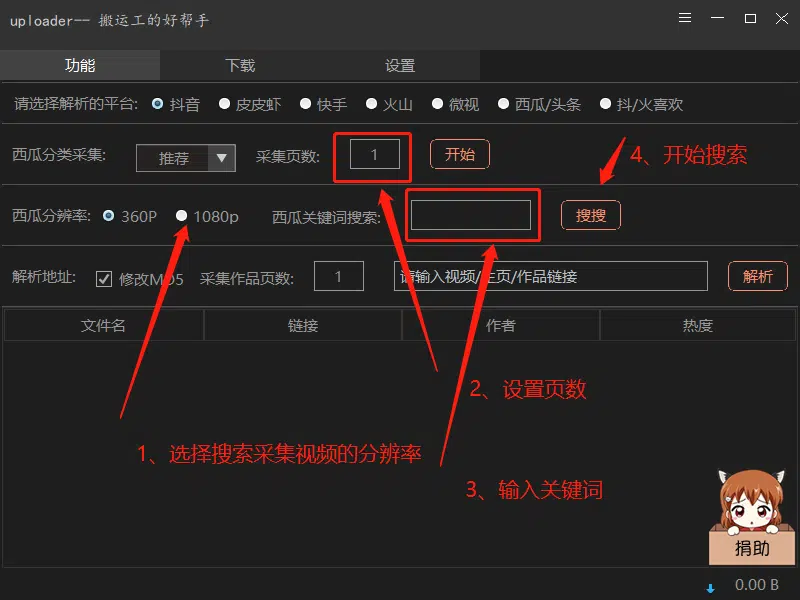 uploader-- 搬运工的好帮手
功能 下载 设置
请选择解析的平台: 抖音 皮皮虾 快手 火山 微视 西瓜/头条 抖/火喜欢
西瓜分类采集: 推荐 采集页数: 1 开始 4、开始搜索
西瓜分辨率: 360P 1080p 西瓜关键词搜索: 搜搜
解析地址: 修改MD5 采集作品页数: 1 请输入视频/主页/作品链接 解析
文件名 链接 作者 热度
2、设置页数
1、选择搜索采集视频的分辨率
3、输入关键词
捐助
0.00 B